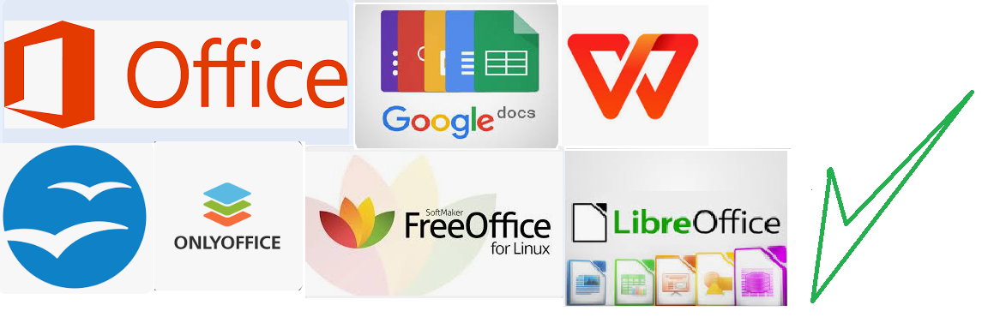 Office
Google docs
W
ONLYOFFICE
SoftMaker
FreeOffice
for Linux
LibreOffice